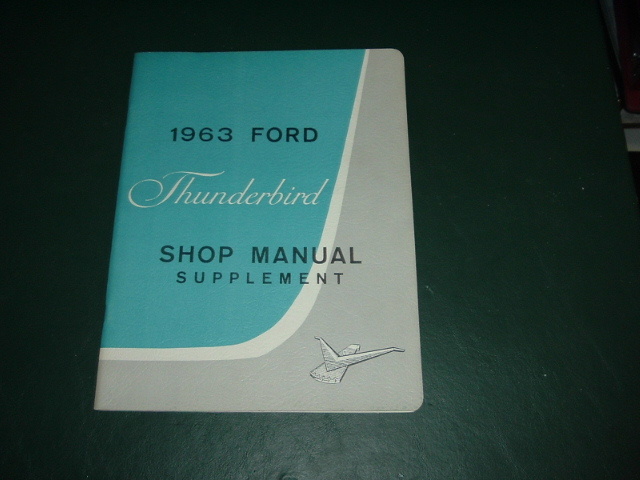 1963 FORD
Thunderbird
SHOP MANUAL
SUPPLEMENT